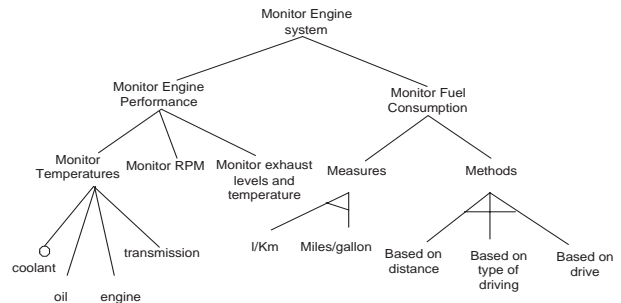 Monitor Engine
system
Monitor Engine
Performance
Monitor Fuel
Consumption
Monitor
Temperatures
Monitor RPM
Monitor exhaust
levels and
temperature
Measures
Methods
coolant
oil
engine
transmission
l/Km
Miles/gallon
Based on
distance
Based on
type of
driving
Based on
drive